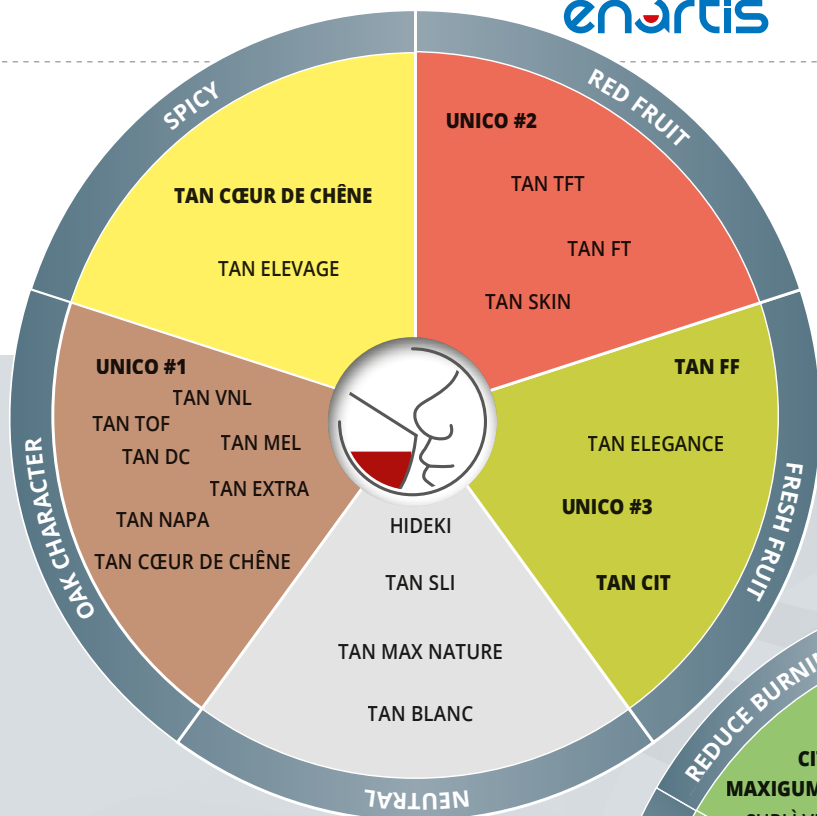 enartis
SPICY
RED FRUIT
TAN CŒUR DE CHÊNE
TAN ELEVAGE
UNICO #2
TAN TFT
TAN FT
TAN SKIN
OAK CHARACTER
UNICO #1
TAN VNL
TAN TOF
TAN MEL
TAN DC
TAN EXTRA
TAN NAPA
TAN CŒUR DE CHÊNE
FRESH FRUIT
TAN FF
TAN ELEGANCE
UNICO #3
TAN CIT
HIDEKI
TAN SLI
TAN MAX NATURE
TAN BLANC
NEUTRAL
REDUCE
MAXIGUM